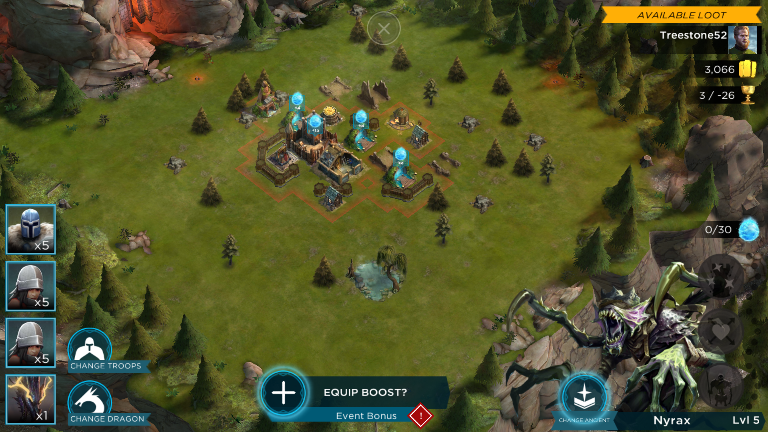 AVAILABLE LOOT
Treestone52
3,066
3 / -26
0/30
x5
x5
x5
x1
CHANGE TROOPS
CHANGE DRAGON
EQUIP BOOST?
Event Bonus
!
CHANGE ANCIENT
Nyrax
Lvl 5